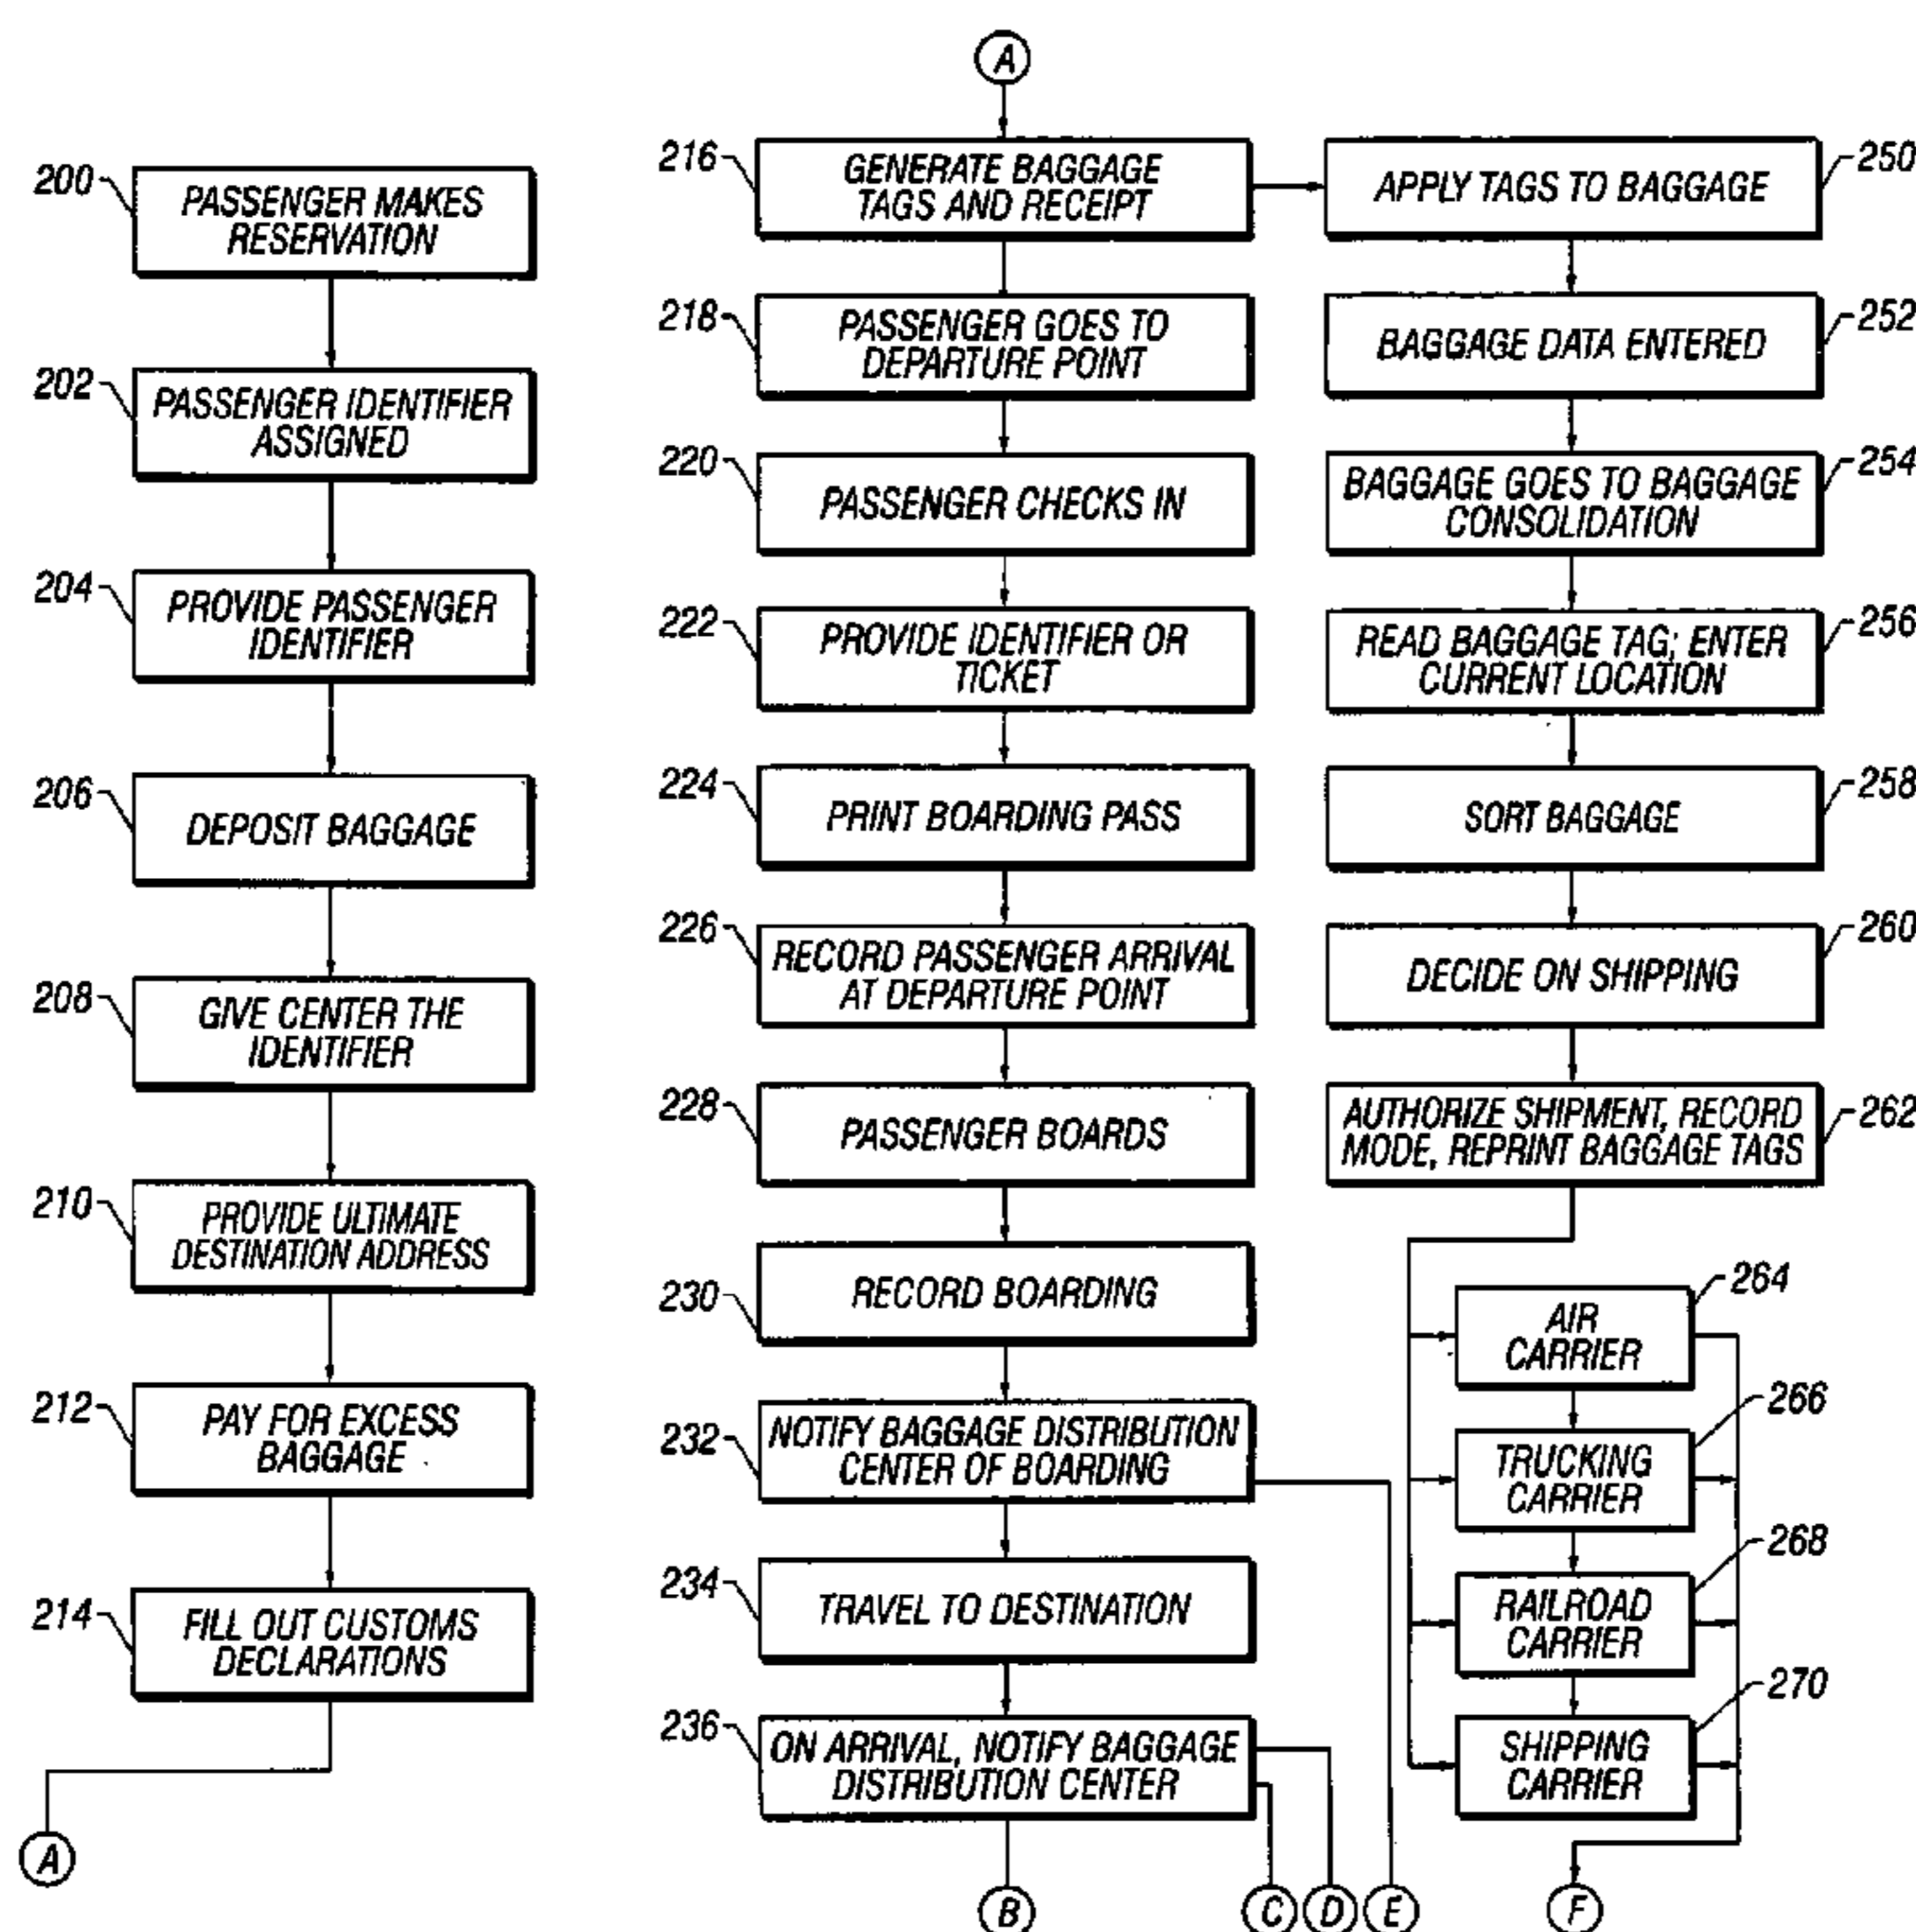 200
PASSENGER MAKES
RESERVATION
202
PASSENGER IDENTIFIER
ASSIGNED
204
PROVIDE PASSENGER
IDENTIFIER
206
DEPOSIT BAGGAGE
208
GIVE CENTER THE
IDENTIFIER
210
PROVIDE ULTIMATE
DESTINATION ADDRESS
212
PAY FOR EXCESS
BAGGAGE
214
FILL OUT CUSTOMS
DECLARATIONS
A
A
216
GENERATE BAGGAGE
TAGS AND RECEIPT
218
PASSENGER GOES TO
DEPARTURE POINT
220
PASSENGER CHECKS IN
222
PROVIDE IDENTIFIER OR
TICKET
224
PRINT BOARDING PASS
226
RECORD PASSENGER ARRIVAL
AT DEPARTURE POINT
228
PASSENGER BOARDS
230
RECORD BOARDING
232
NOTIFY BAGGAGE DISTRIBUTION
CENTER OF BOARDING
234
TRAVEL TO DESTINATION
236
ON ARRIVAL, NOTIFY BAGGAGE
DISTRIBUTION CENTER
B
C
D
E
250
APPLY TAGS TO BAGGAGE
252
BAGGAGE DATA ENTERED
254
BAGGAGE GOES TO BAGGAGE
CONSOLIDATION
256
READ BAGGAGE TAG; ENTER
CURRENT LOCATION
258
SORT BAGGAGE
260
DECIDE ON SHIPPING
262
AUTHORIZE SHIPMENT, RECORD
MODE, REPRINT BAGGAGE TAGS
264
AIR
CARRIER
266
TRUCKING
CARRIER
268
RAILROAD
CARRIER
270
SHIPPING
CARRIER
F